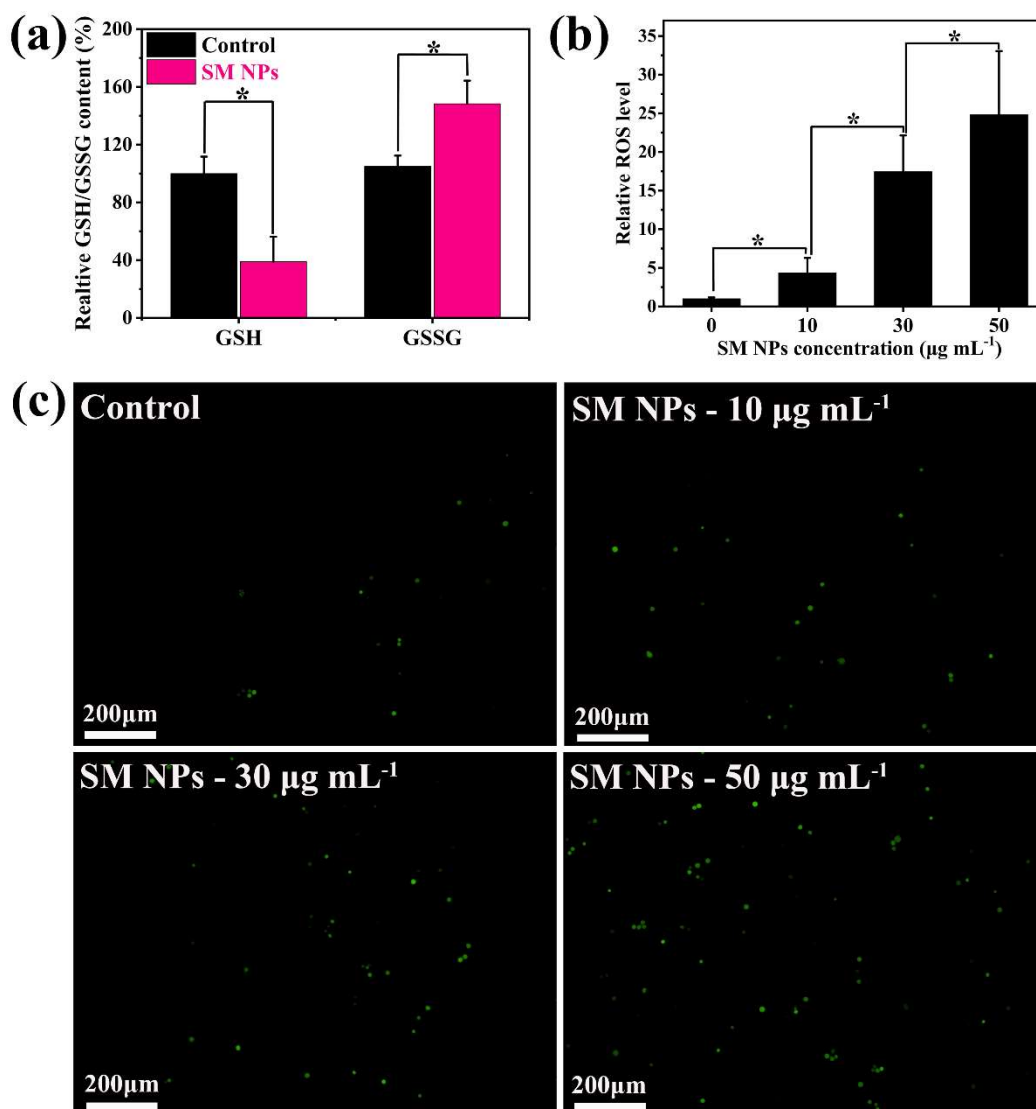 (a)
Realtive GSH/GSSG content (%)
200
160
120
80
40
0
Control
SM NPs
*
*
GSH
GSSG
(b)
Relative ROS level
35
30
25
20
15
10
5
0
*
*
*
0 10 30 50
SM NPs concentration (μg mL⁻¹)
(c)
Control
200μm
SM NPs - 10 μg mL⁻¹
200μm
SM NPs - 30 μg mL⁻¹
200μm
SM NPs - 50 μg mL⁻¹
200μm